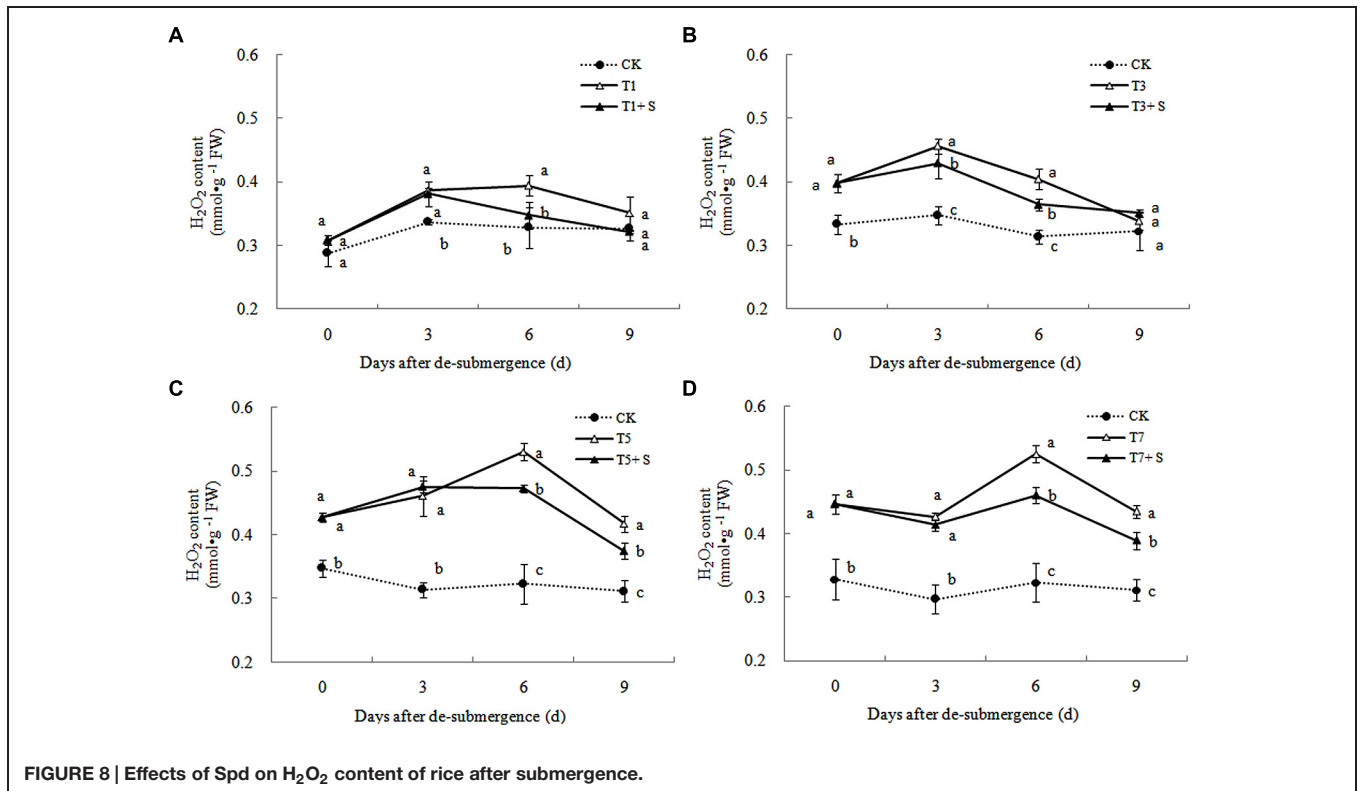 A
0.6
0.5
0.4
0.3
0.2
H₂O₂ content
(mmol•g ⁻¹ FW)
CK
T1
T1+ S
a
a
a
a
a
b
a
b
b
a
a
a
0
3
6
9
Days after de-submergence (d)
B
0.6
0.5
0.4
0.3
0.2
H₂O₂ content
(mmol•g ⁻¹ FW)
CK
T3
T3+ S
a
a
b
a
b
c
a
b
c
a
a
a
0
3
6
9
Days after de-submergence (d)
C
0.6
0.5
0.4
0.3
0.2
H₂O₂ content
(mmol•g ⁻¹ FW)
CK
T5
T5+ S
a
a
b
a
a
b
a
b
c
a
b
c
0
3
6
9
Days after de-submergence (d)
D
0.6
0.5
0.4
0.3
0.2
H₂O₂ content
(mmol•g ⁻¹ FW)
CK
T7
T7+ S
a
a
b
a
a
b
a
b
c
a
b
c
0
3
6
9
Days after de-submergence (d)
FIGURE 8 | Effects of Spd on H₂O₂ content of rice after submergence.